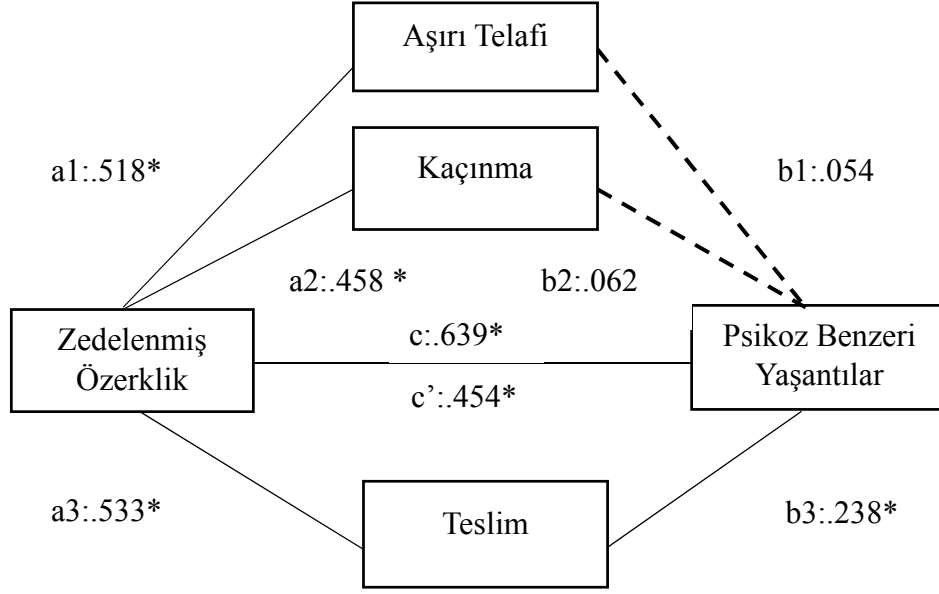 Aşırı Telafi
a1:.518*
Kaçınma
b1:.054
a2:.458 *
b2:.062
Zedelenmiş
Özerklik
c:.639*
c’:.454*
Psikoz Benzeri
Yaşantılar
a3:.533*
Teslim
b3:.238*